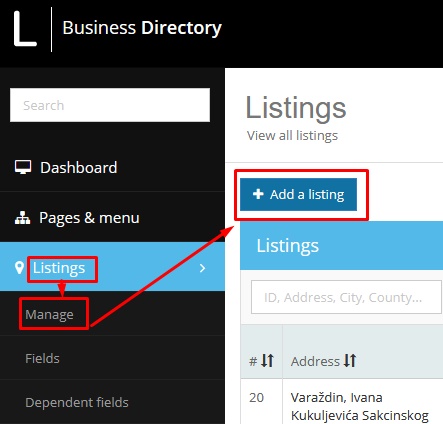 L | Business Directory
Search
Dashboard
Pages & menu
Listings
Manage
Fields
Dependent fields
Listings
View all listings
+ Add a listing
Listings
ID, Address, City, County...
# Address
20 Varaždin, Ivana
Kukuljevića Sakcinskog